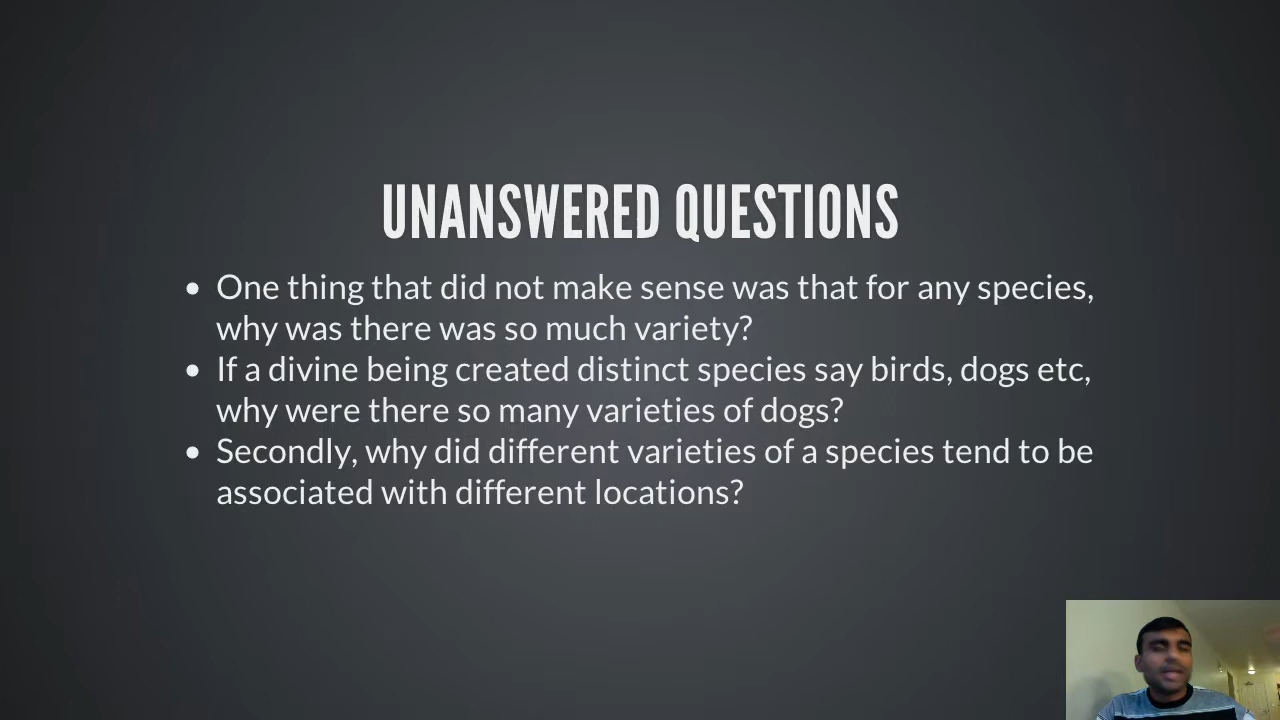 UNANSWERED QUESTIONS
• One thing that did not make sense was that for any species,
why was there was so much variety?
• If a divine being created distinct species say birds, dogs etc,
why were there so many varieties of dogs?
• Secondly, why did different varieties of a species tend to be
associated with different locations?